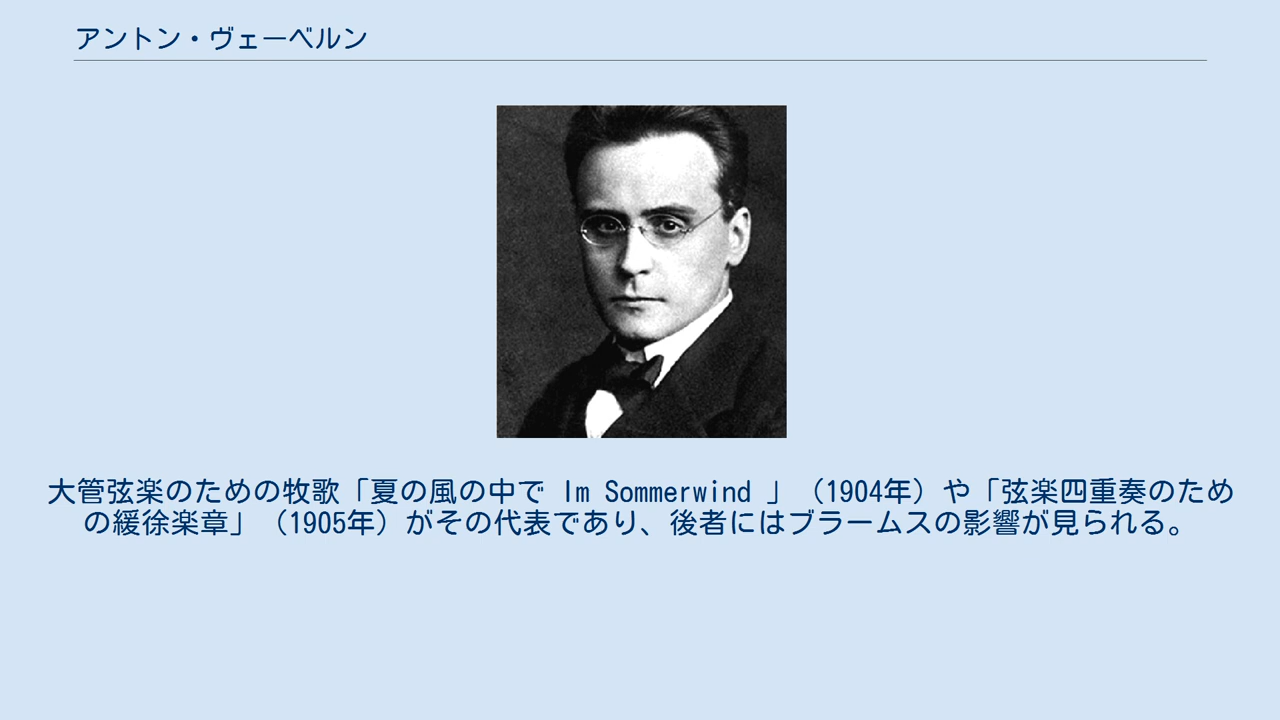 アントン・ヴェーベルン
大管弦楽のための牧歌「夏の風の中で Im Sommerwind 」（1904年）や「弦楽四重奏のため
の緩徐楽章」（1905年）がその代表であり、後者にはブラームスの影響が見られる。